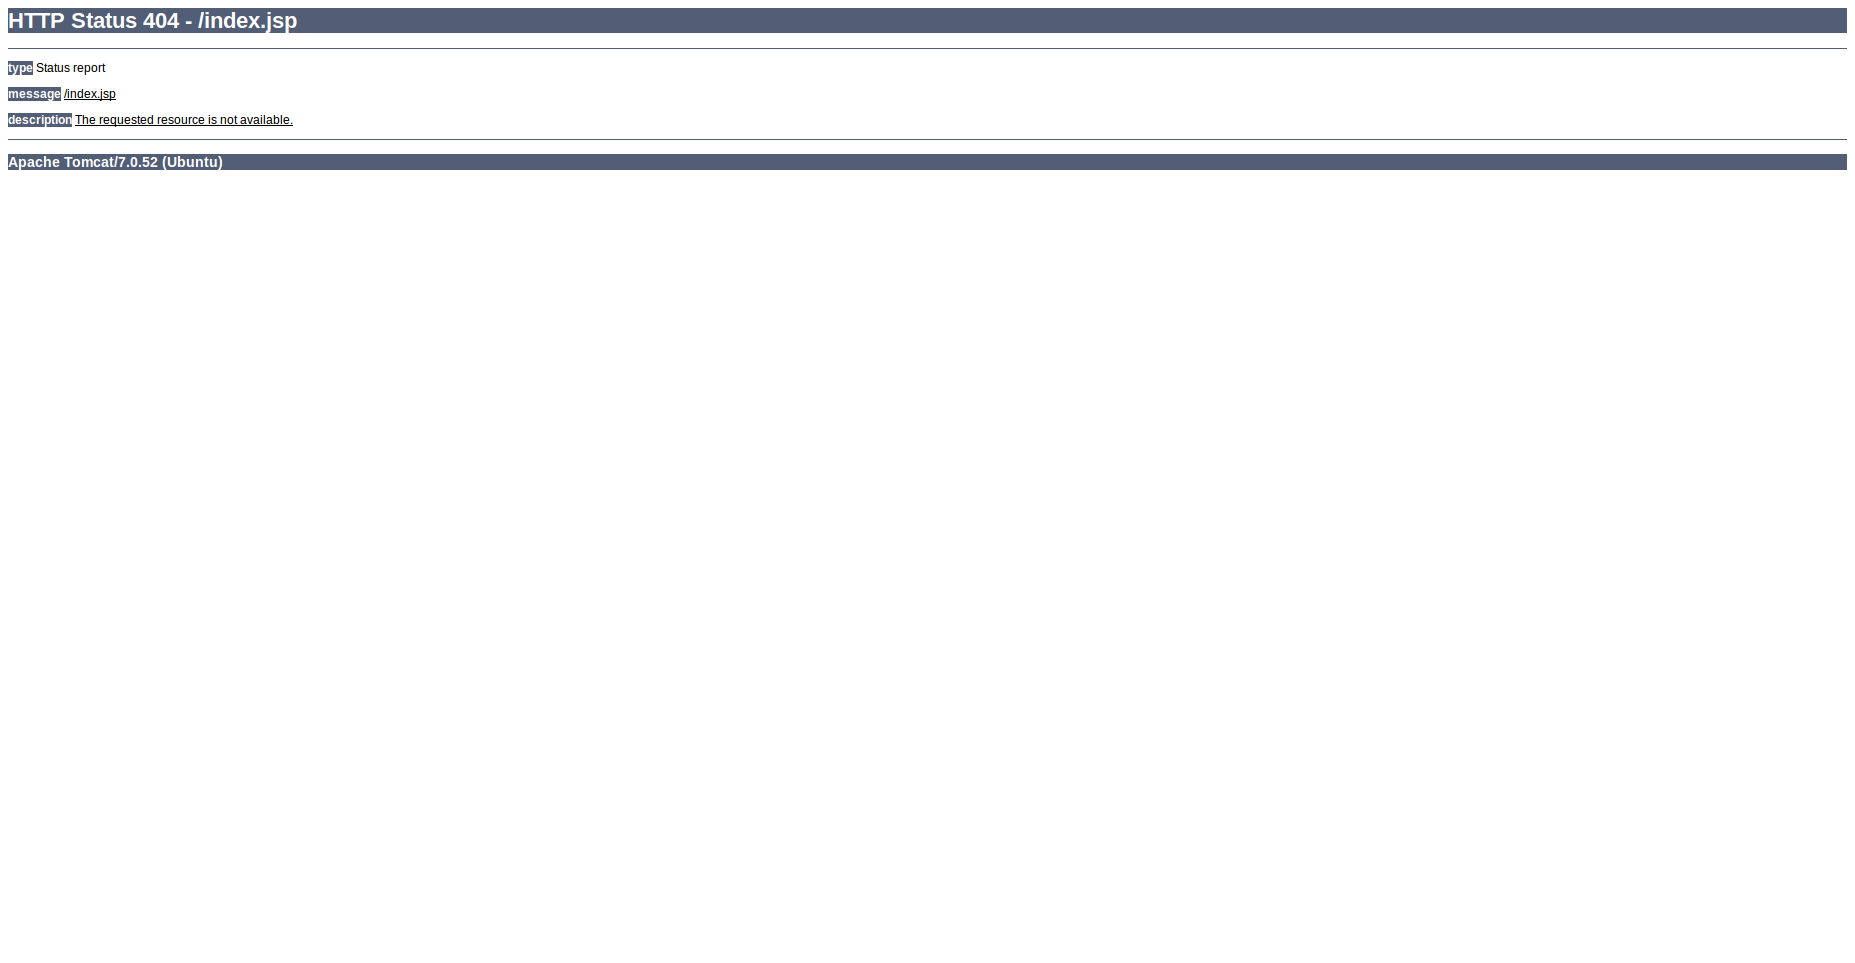 HTTP Status 404 - /index.jsp
type Status report
message /index.jsp
description The requested resource is not available.
Apache Tomcat/7.0.52 (Ubuntu)